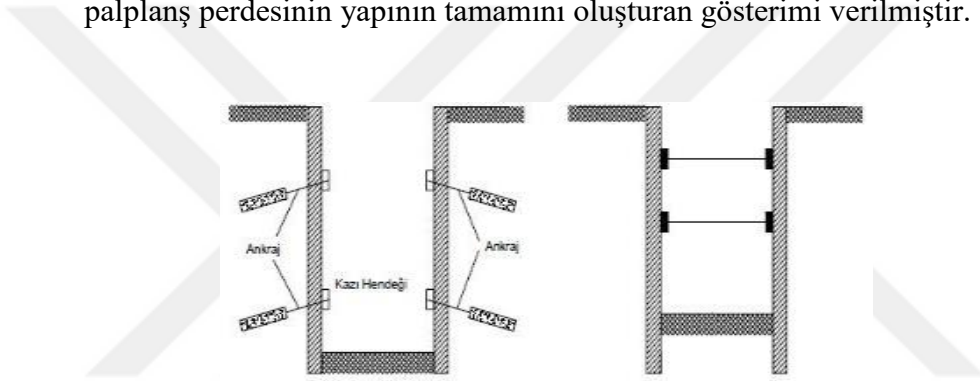 palplanş perdesinin yapının tamamını oluşturan gösterimi verilmiştir.
Ankraj
Ankraj
Kazı Hendeği